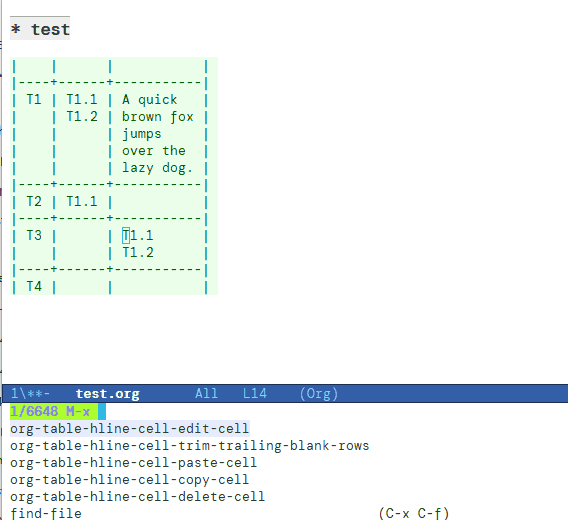 * test
|    |      |           |
|----+------+-----------|
| T1 | T1.1 | A quick   |
|    | T1.2 | brown fox |
|    |      | jumps     |
|    |      | over the  |
|    |      | lazy dog. |
|----+------+-----------|
| T2 | T1.1 |           |
|----+------+-----------|
| T3 |      | T1.1      |
|    |      | T1.2      |
|----+------+-----------|
| T4 |      |           |
1\**-   test.org       All   L14    (Org)
1/6648 M-x
org-table-hline-cell-edit-cell
org-table-hline-cell-trim-trailing-blank-rows
org-table-hline-cell-paste-cell
org-table-hline-cell-copy-cell
org-table-hline-cell-delete-cell
find-file                                      (C-x C-f)